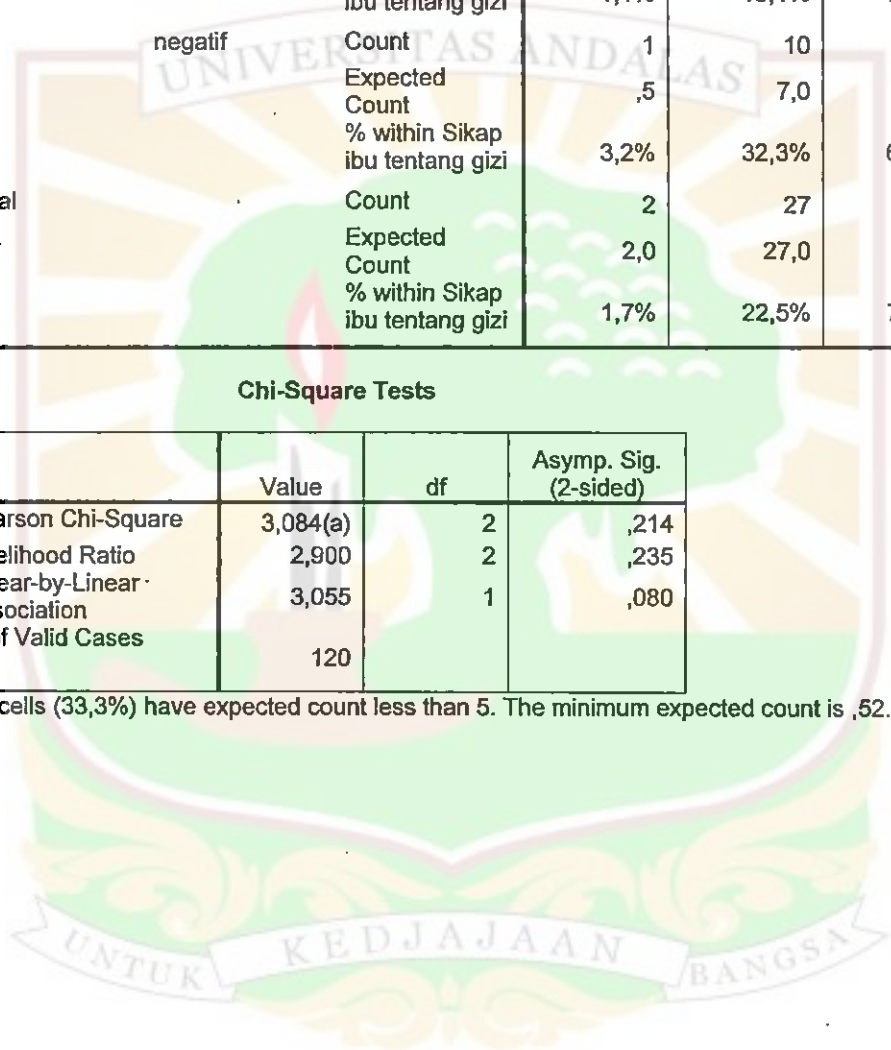 ibu tentang gizi
negatif Count 1 10
Expected
Count ,5 7,0
% within Sikap
ibu tentang gizi 3,2% 32,3% 6
al Count 2 27
Expected
Count 2,0 27,0
% within Sikap
ibu tentang gizi 1,7% 22,5% 7
Chi-Square Tests
Value df Asymp. Sig.
(2-sided)
arson Chi-Square 3,084(a) 2 ,214
elihood Ratio 2,900 2 ,235
ear-by-Linear
sociation 3,055 1 ,080
f Valid Cases
120
cells (33,3%) have expected count less than 5. The minimum expected count is ,52.
UNIVERSITAS ANDALAS
UNTUK KEDJAJAAN BANGSA